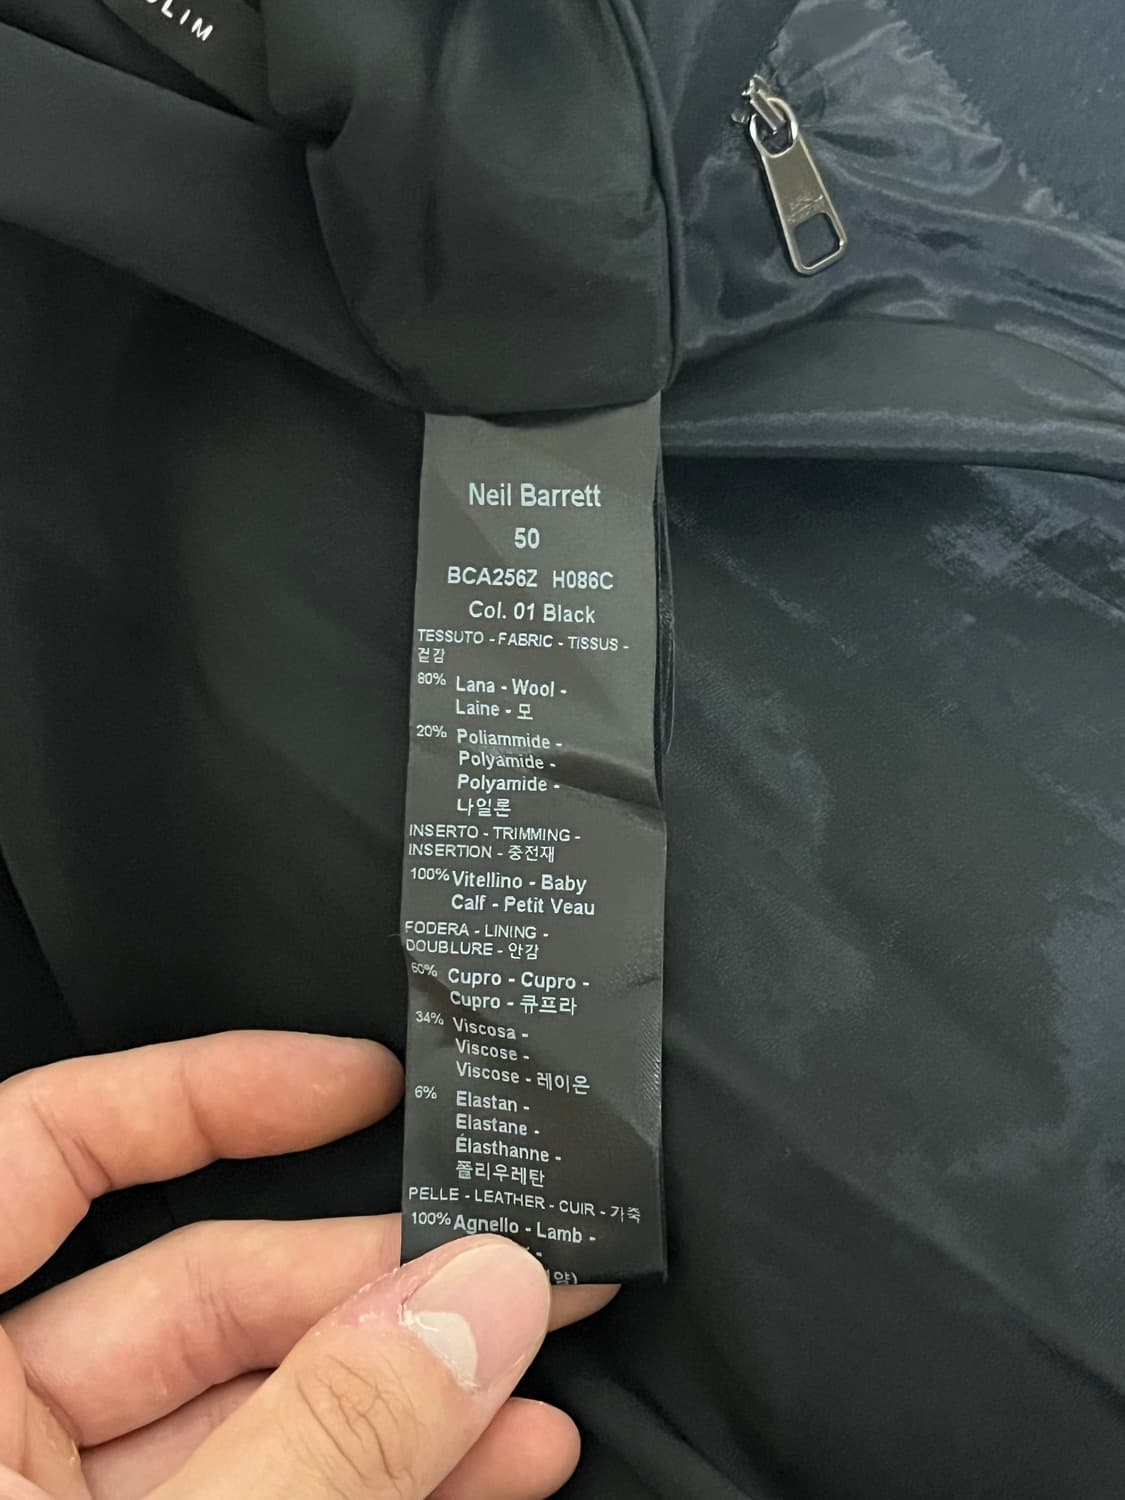 SLIM
Neil Barrett
50
BCA256Z H086C
Col. 01 Black
TESSUTO - FABRIC - TISSUS -
겉감
80% Lana - Wool -
Laine - 모
20% Poliammide -
Polyamide -
Polyamide -
나일론
INSERTO - TRIMMING -
INSERTION - 중전재
100% Vitellino - Baby
Calf - Petit Veau
FODERA - LINING -
DOUBLURE - 안감
60% Cupro - Cupro -
Cupro - 큐프라
34% Viscosa -
Viscose -
Viscose - 레이온
6% Elastan -
Elastane -
Élasthanne -
폴리우레탄
PELLE - LEATHER - CUIR - 가죽
100% Agnello - Lamb -
양)